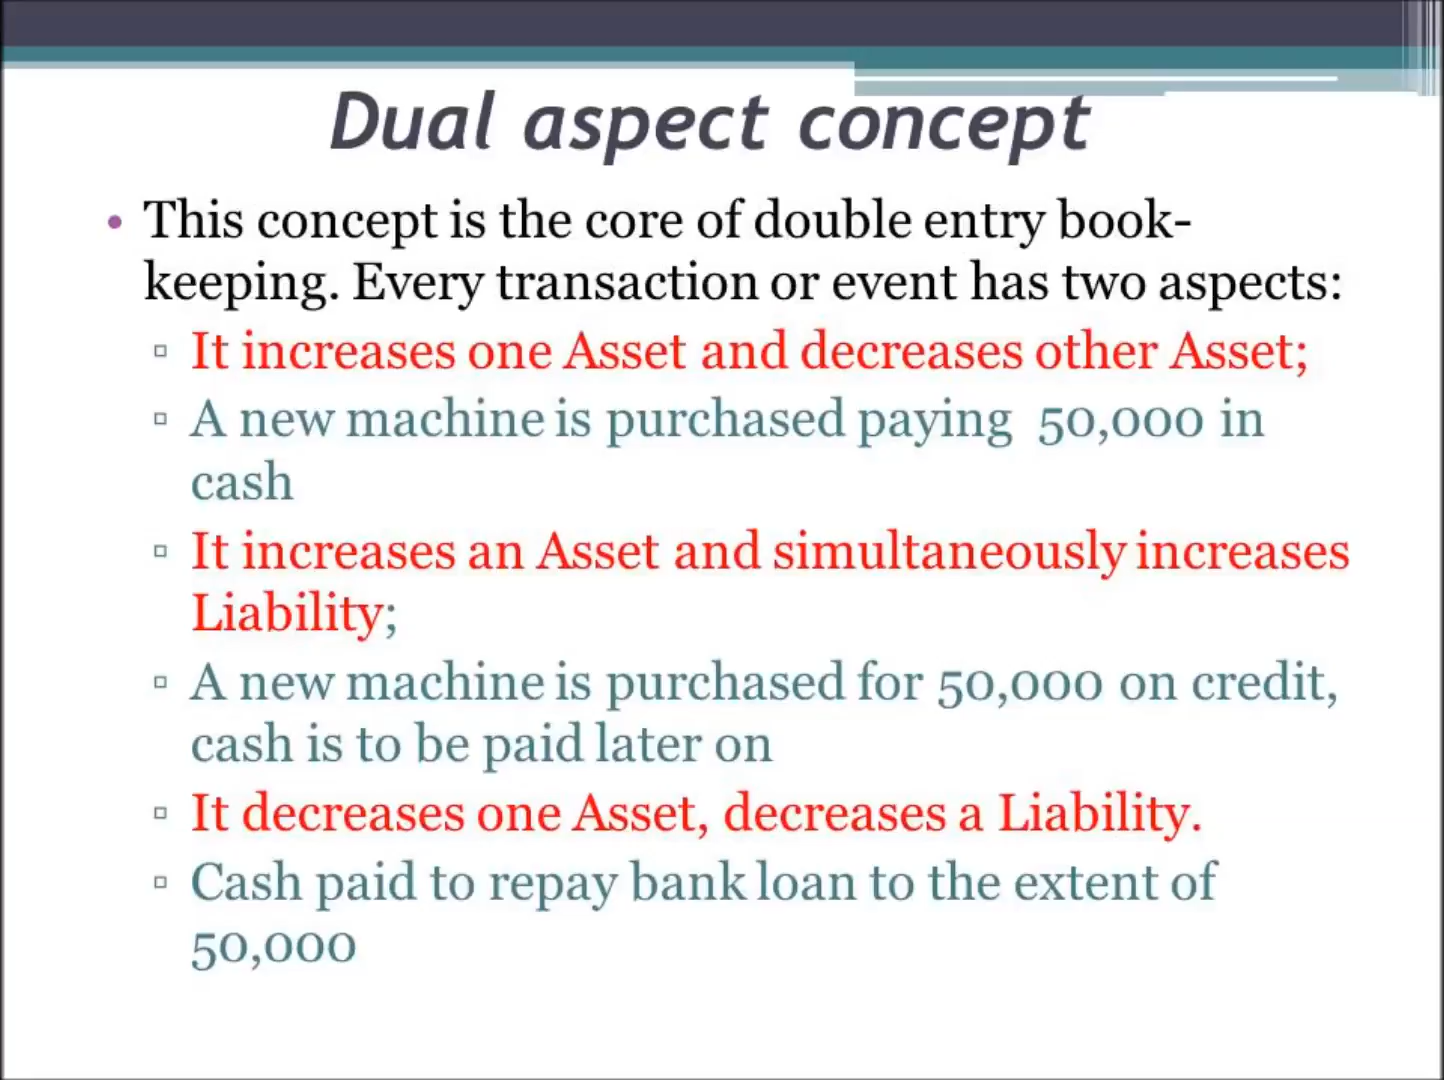 Dual aspect concept
• This concept is the core of double entry book-
keeping. Every transaction or event has two aspects:
▫ It increases one Asset and decreases other Asset;
▫ A new machine is purchased paying 50,000 in
cash
▫ It increases an Asset and simultaneously increases
Liability;
▫ A new machine is purchased for 50,000 on credit,
cash is to be paid later on
▫ It decreases one Asset, decreases a Liability.
▫ Cash paid to repay bank loan to the extent of
50,000